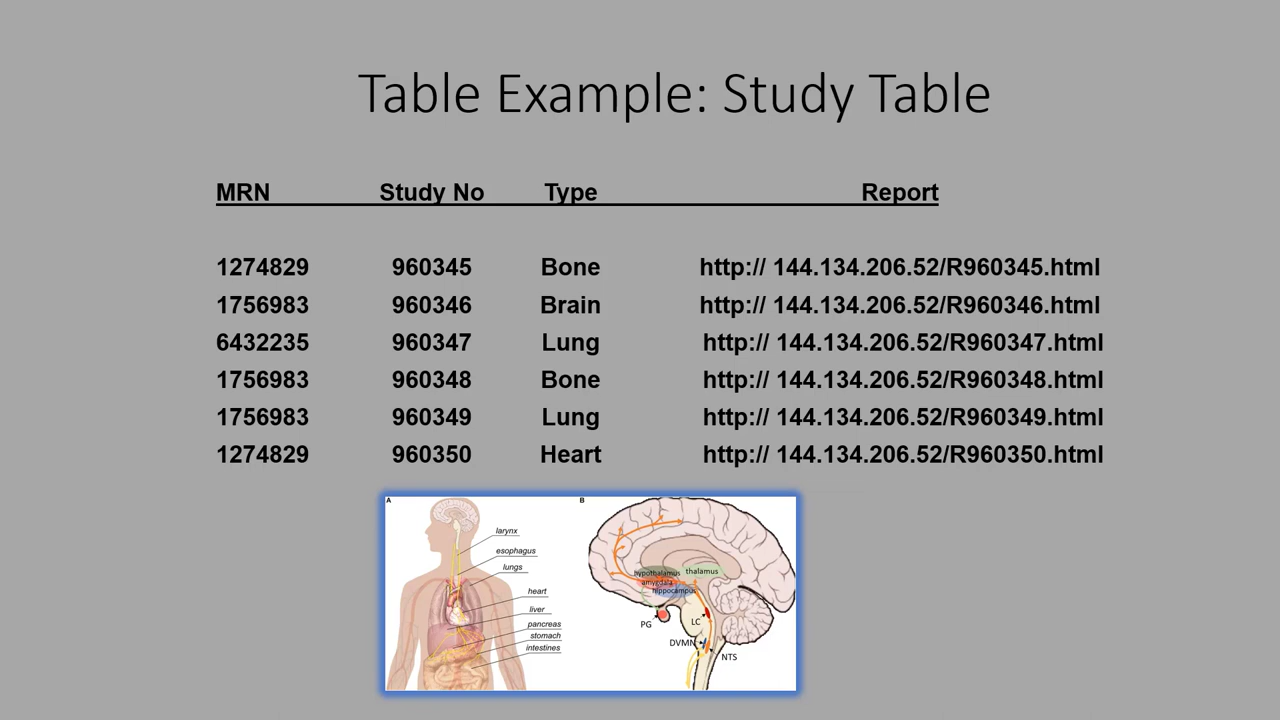 Table Example: Study Table
MRN Study No Type Report
1274829 960345 Bone http:// 144.134.206.52/R960345.html
1756983 960346 Brain http:// 144.134.206.52/R960346.html
6432235 960347 Lung http:// 144.134.206.52/R960347.html
1756983 960348 Bone http:// 144.134.206.52/R960348.html
1756983 960349 Lung http:// 144.134.206.52/R960349.html
1274829 960350 Heart http:// 144.134.206.52/R960350.html
A
larynx
esophagus
lungs
heart
liver
pancreas
stomach
intestines
B
hypothalamus
thalamus
amygdala
hippocampus
PG
LC
DVMN
NTS